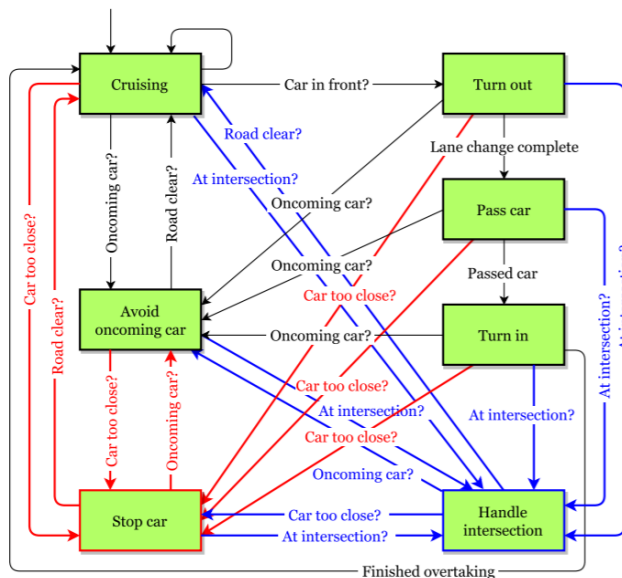 Cruising
Car in front?
Turn out
Road clear?
At intersection?
Lane change complete
Oncoming car?
Oncoming car?
Road clear?
Pass car
Car too close?
Road clear?
Oncoming car?
Passed car
Car too close?
Avoid
oncoming car
Oncoming car?
Turn in
At intersection?
At intersection?
Car too close?
Oncoming car?
Car too close?
At intersection?
At intersection?
Car too close?
Oncoming car?
Stop car
Car too close?
At intersection?
Handle
intersection
Finished overtaking